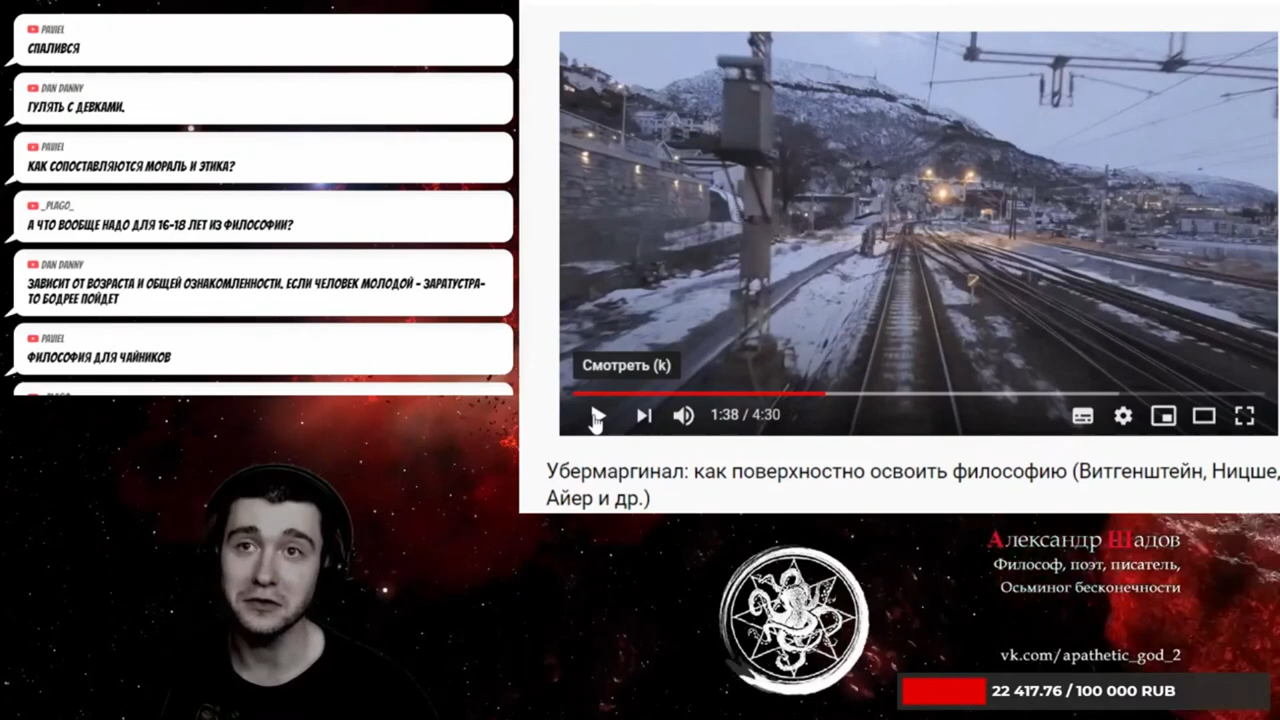 PAVIEL
СПАЛИВСЯ
DAN DANNY
ГУЛЯТЬ С ДЕВКАМИ.
PAVIEL
КАК СОПОСТАВЛЯЮТСЯ МОРАЛЬ И ЭТИКА?
_PLAGO_
А ЧТО ВООБЩЕ НАДО ДЛЯ 16-18 ЛЕТ ИЗ ФИЛОСОФИИ?
DAN DANNY
ЗАВИСИТ ОТ ВОЗРАСТА И ОБЩЕЙ ОЗНАКОМЛЕННОСТИ. ЕСЛИ ЧЕЛОВЕК МОЛОДОЙ - ЗАРАТУСТРА-
ТО БОДРЕЕ ПОЙДЕТ
PAVIEL
ФИЛОСОФИЯ ДЛЯ ЧАЙНИКОВ
Смотреть (k)
1:38 / 4:30
Убермаргинал: как поверхностно освоить философию (Витгенштейн, Ницше,
Айер и др.)
Александр Шадов
Философ, поэт, писатель,
Осьминог бесконечности
vk.com/apathetic_god_2
22 417.76 / 100 000 RUB